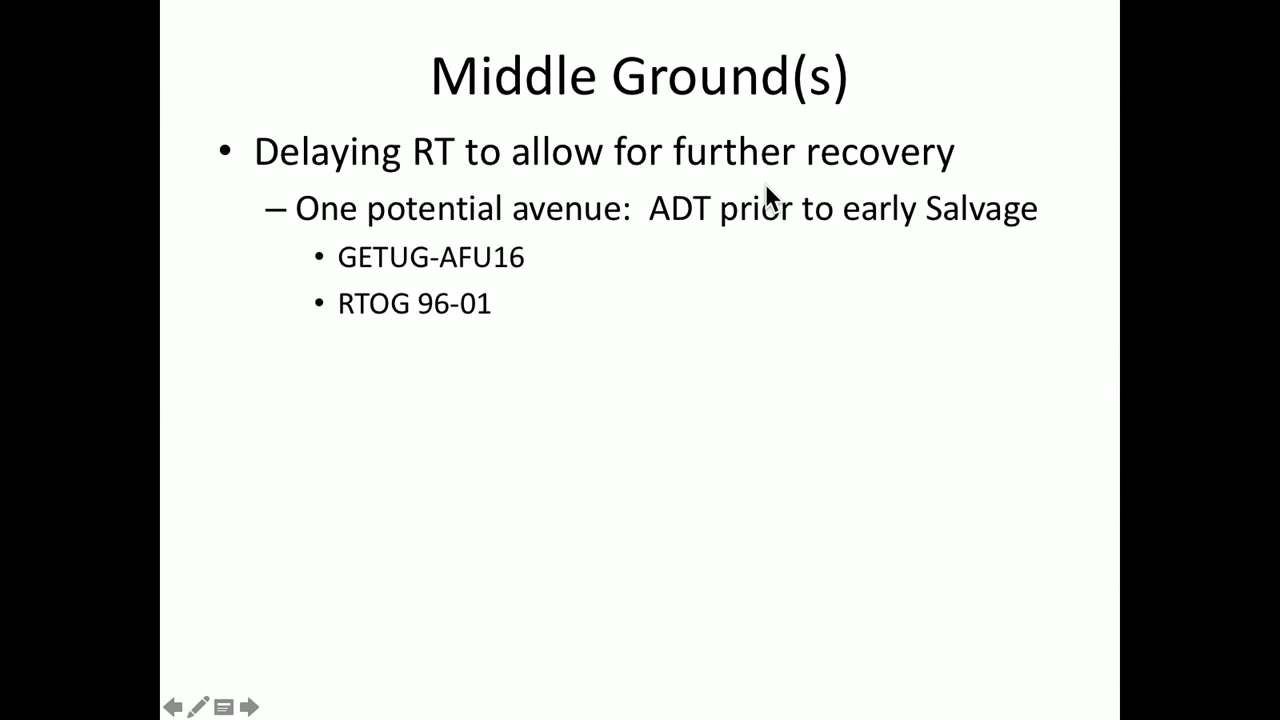 Middle Ground(s)
• Delaying RT to allow for further recovery
– One potential avenue: ADT prior to early Salvage
• GETUG-AFU16
• RTOG 96-01